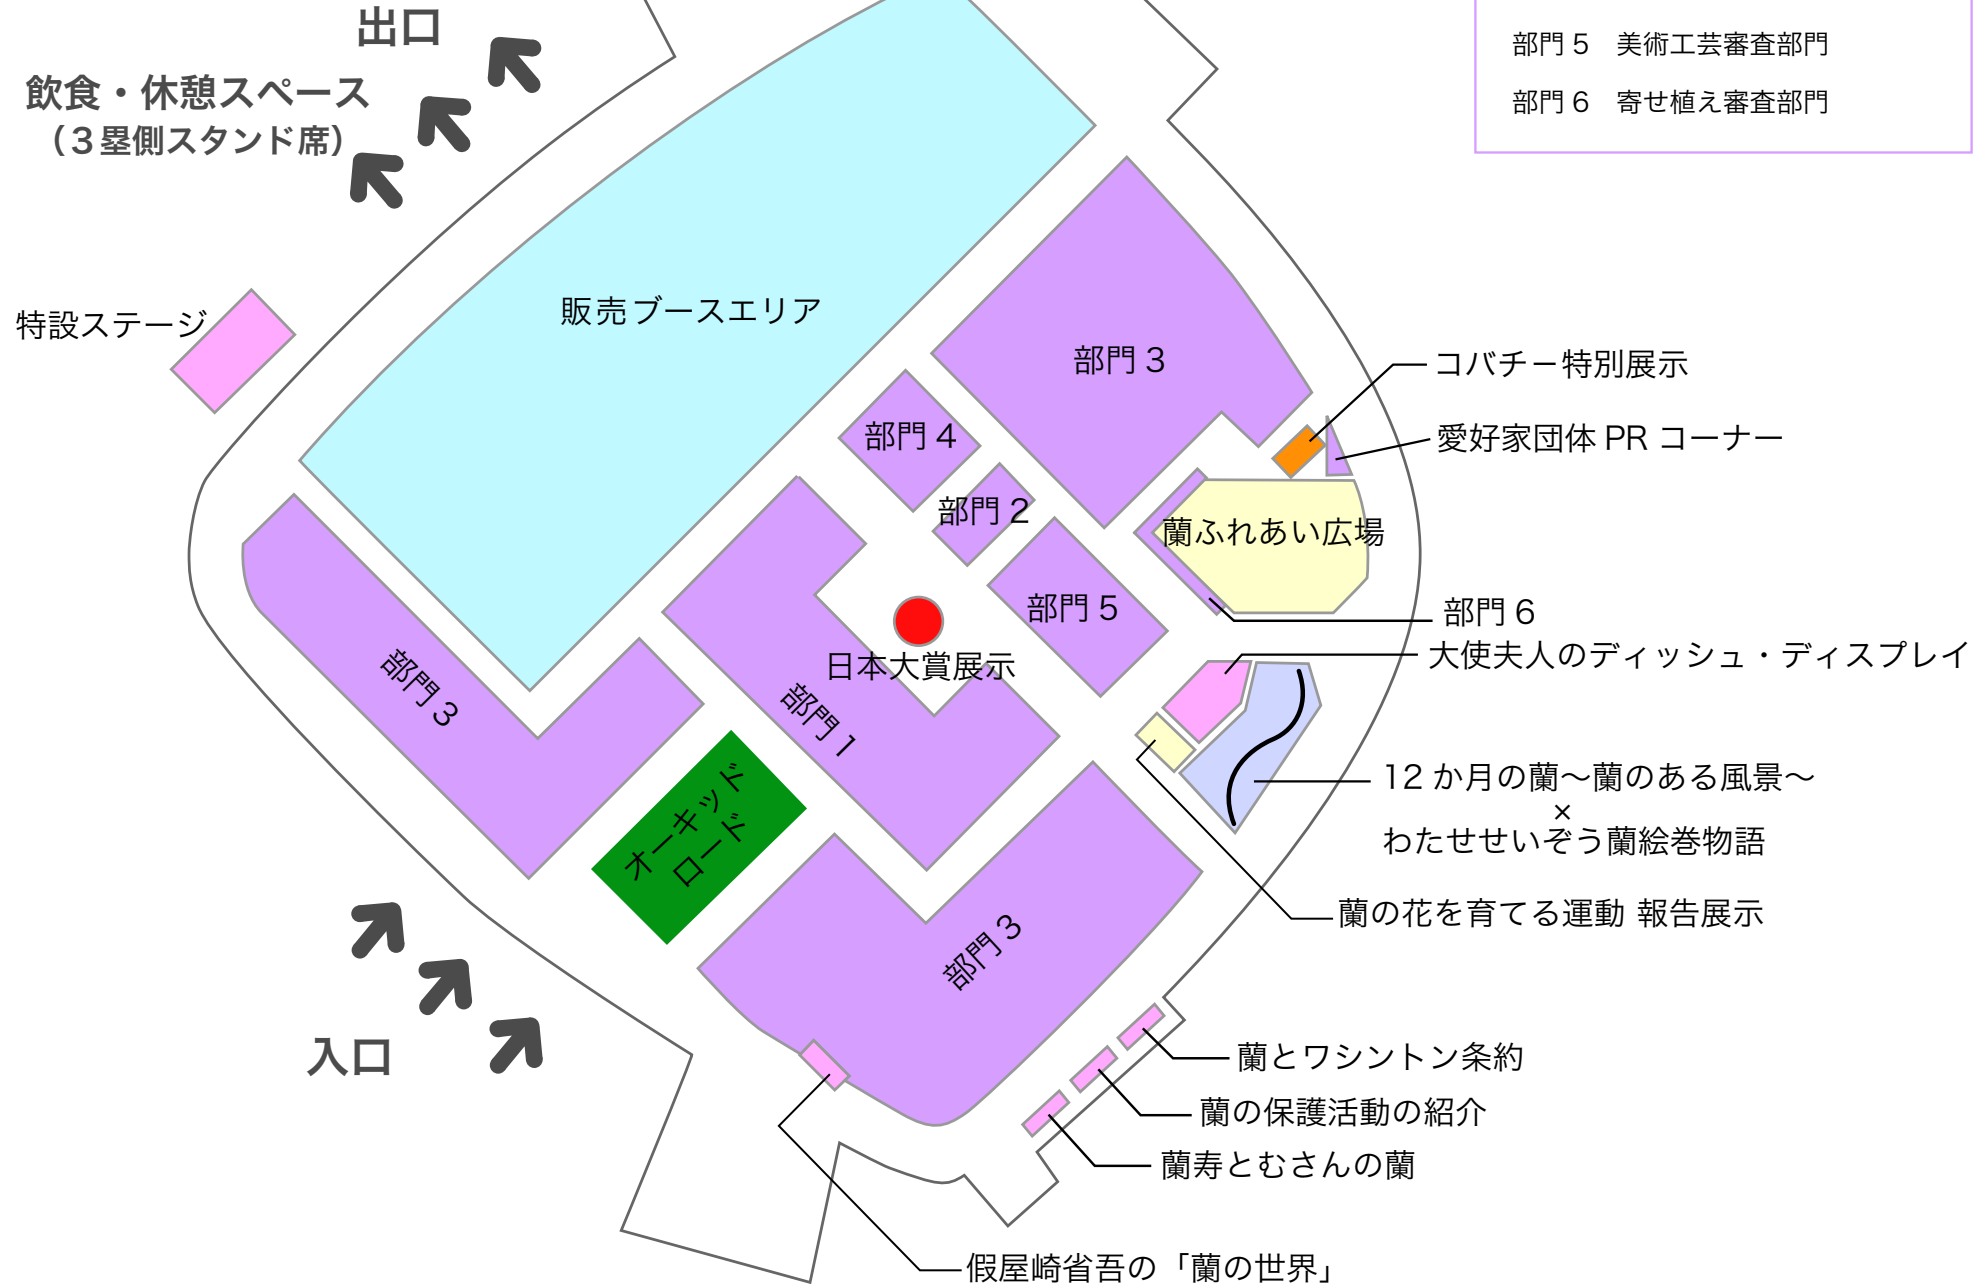 出口
飲食・休憩スペース
（３塁側スタンド席）
部門５　美術工芸審査部門
部門６　寄せ植え審査部門
特設ステージ
販売ブースエリア
部門３
コバチ－特別展示
部門４
愛好家団体 PR コーナー
部門２
蘭ふれあい広場
部門５
部門６
日本大賞展示
大使夫人のディッシュ・ディスプレイ
部門３
部門１
12 か月の蘭～蘭のある風景～
×
わたせせいぞう蘭絵巻物語
オーキッド
ロード
蘭の花を育てる運動 報告展示
部門３
入口
蘭とワシントン条約
蘭の保護活動の紹介
蘭寿とむさんの蘭
假屋崎省吾の「蘭の世界」